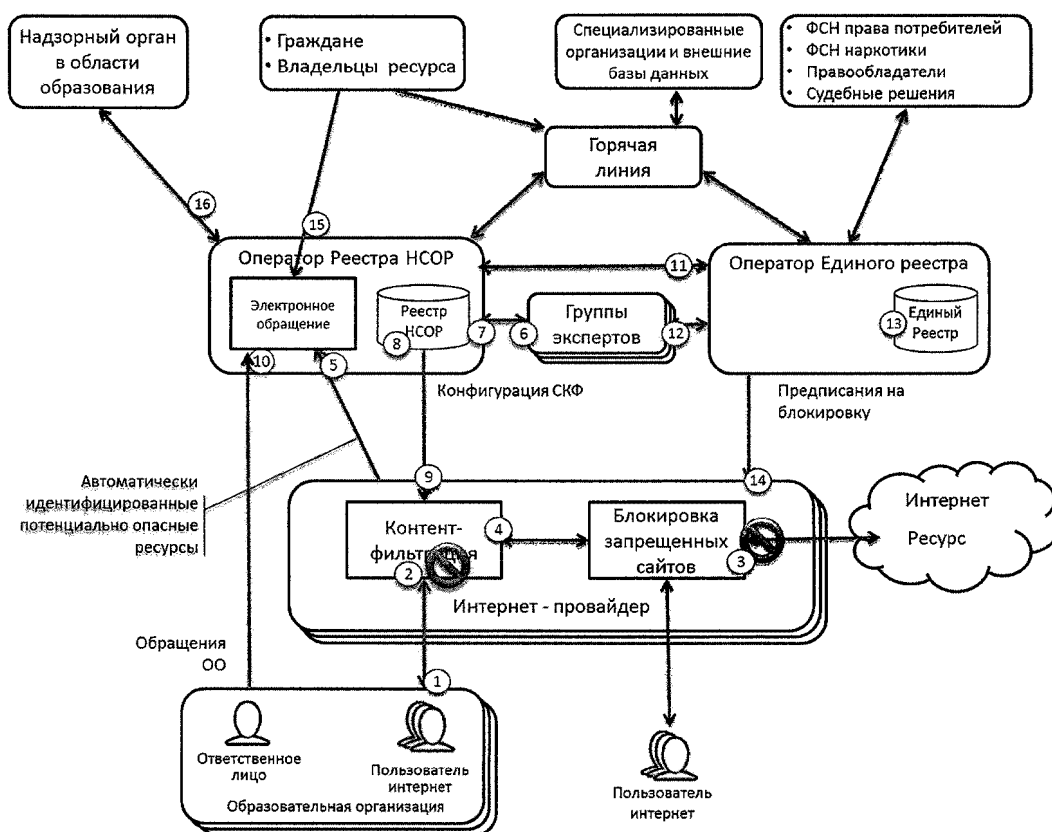 Надзорный орган
в области
образования
• Граждане
• Владельцы ресурса
Специализированные
организации и внешние
базы данных
• ФСН права потребителей
• ФСН наркотики
• Правообладатели
• Судебные решения
Горячая
линия
16
15
Оператор Реестра НСОР
11
Оператор Единого реестра
Электронное
обращение
Реестр
НСОР
8
7
6
Группы
экспертов
12
13
Единый
Реестр
10
5
Конфигурация СКФ
Предписания на
блокировку
Автоматически
идентифицированные
потенциально опасные
ресурсы
9
14
Контент-
фильтрация
2
4
Блокировка
запрещенных
сайтов
3
Интернет
Ресурс
Интернет - провайдер
Обращения
ОО
1
Ответственное
лицо
Пользователь
интернет
Образовательная организация
Пользователь
интернет